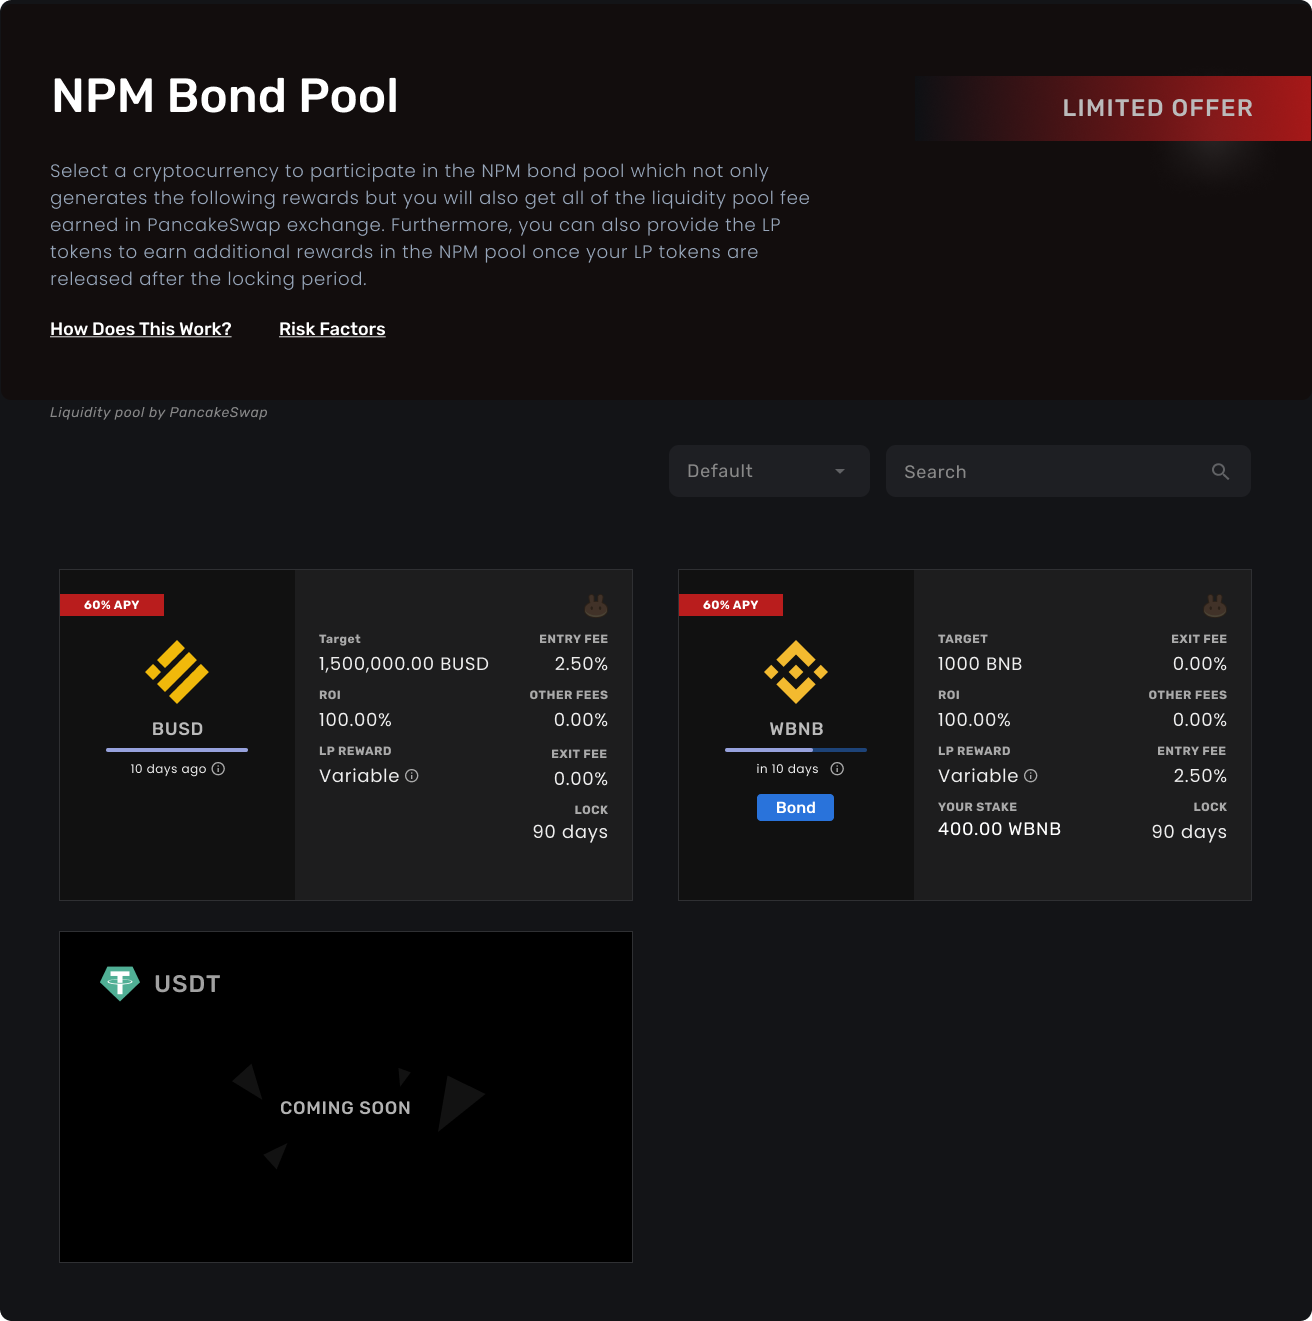 NPM Bond Pool
LIMITED OFFER
Select a cryptocurrency to participate in the NPM bond pool which not only
generates the following rewards but you will also get all of the liquidity pool fee
earned in PancakeSwap exchange. Furthermore, you can also provide the LP
tokens to earn additional rewards in the NPM pool once your LP tokens are
released after the locking period.
How Does This Work?
Risk Factors
Liquidity pool by PancakeSwap
Default
Search
60% APY
BUSD
10 days ago
Target
1,500,000.00 BUSD
ROI
100.00%
LP REWARD
Variable
ENTRY FEE
2.50%
OTHER FEES
0.00%
EXIT FEE
0.00%
LOCK
90 days
60% APY
WBNB
in 10 days
Bond
TARGET
1000 BNB
ROI
100.00%
LP REWARD
Variable
YOUR STAKE
400.00 WBNB
EXIT FEE
0.00%
OTHER FEES
0.00%
ENTRY FEE
2.50%
LOCK
90 days
USDT
COMING SOON